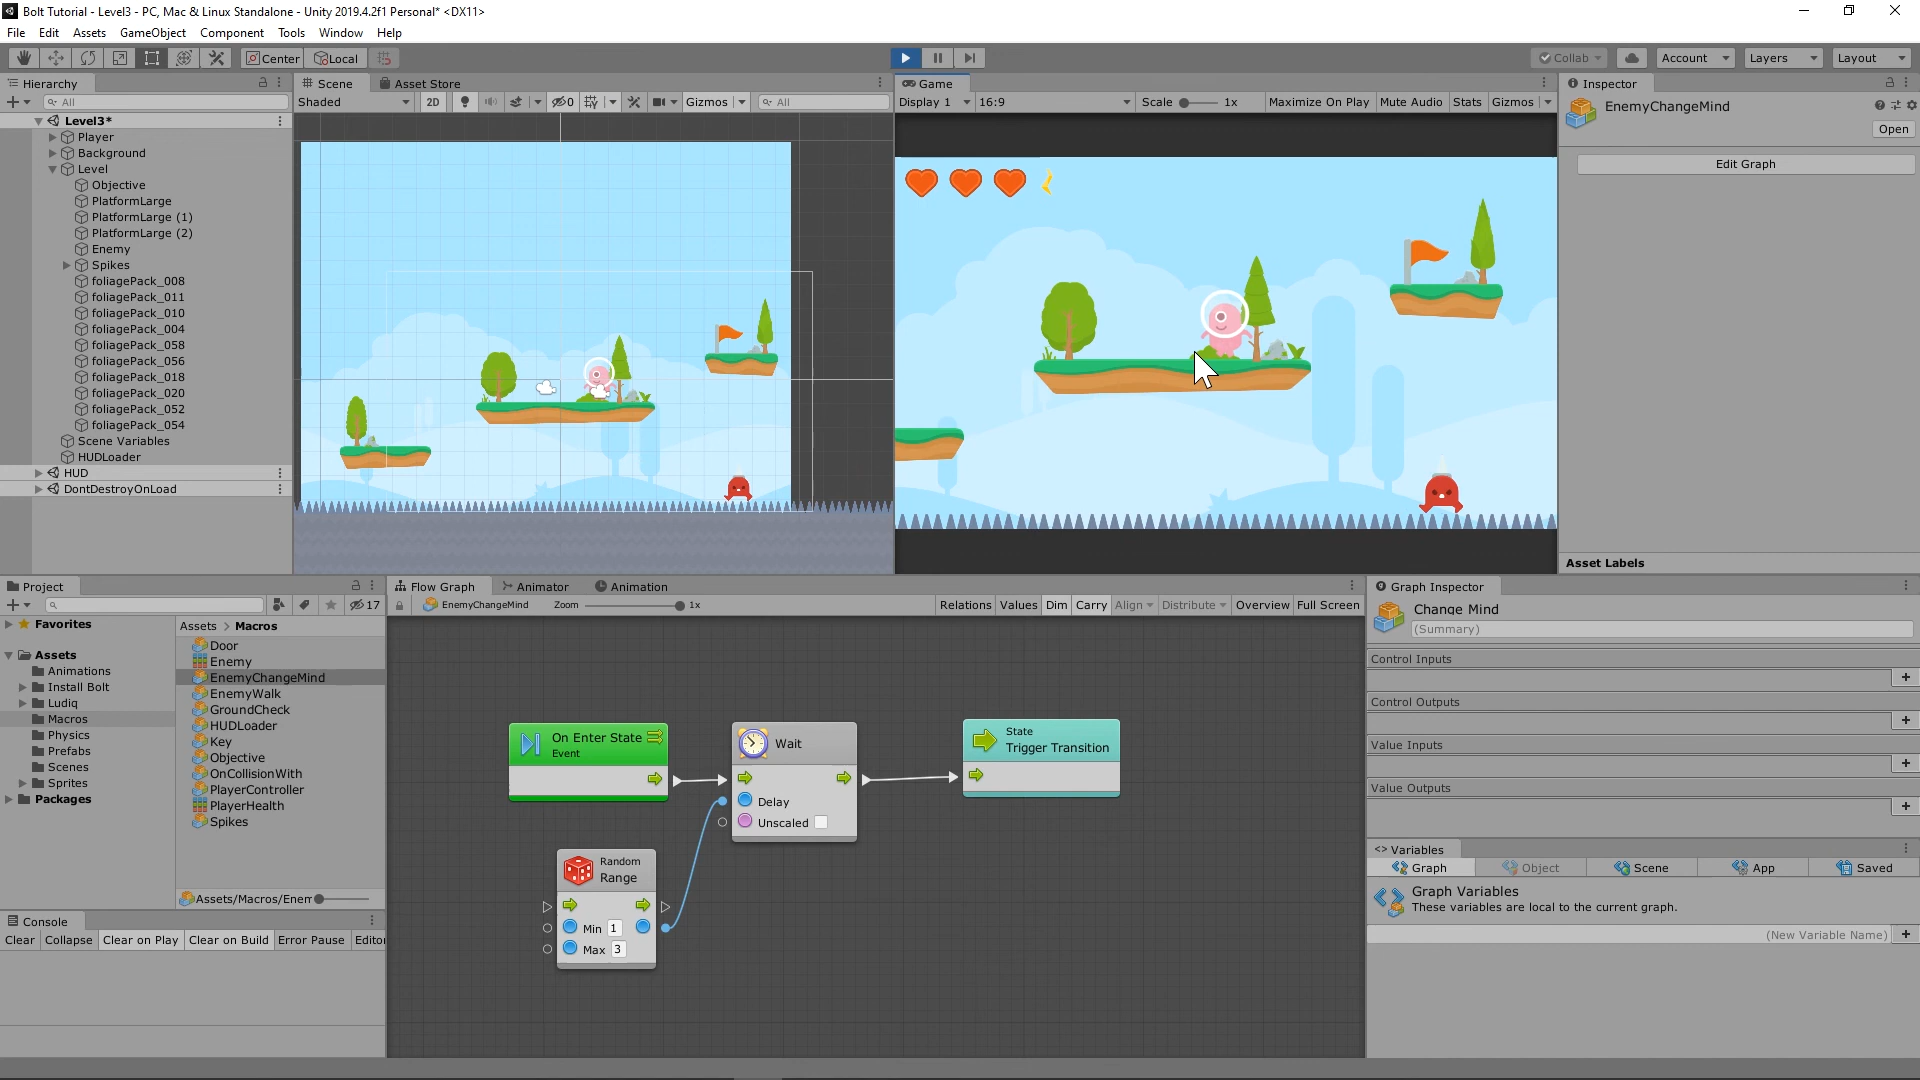 Bolt Tutorial - Level3 - PC, Mac & Linux Standalone - Unity 2019.4.2f1 Personal* <DX11>
File Edit Assets GameObject Component Tools Window Help
Center Local Collab Account Layers Layout
Hierarchy
All
Level3*
Player
Background
Level
Objective
PlatformLarge
PlatformLarge (1)
PlatformLarge (2)
Enemy
Spikes
foliagePack_008
foliagePack_011
foliagePack_010
foliagePack_004
foliagePack_058
foliagePack_056
foliagePack_018
foliagePack_020
foliagePack_052
foliagePack_054
Scene Variables
HUDLoader
HUD
DontDestroyOnLoad
Scene Asset Store
Shaded 2D 0 Gizmos All
Game
Display 1 16:9 Scale 1x Maximize On Play Mute Audio Stats Gizmos
Inspector
EnemyChangeMind
Open
Edit Graph
Asset Labels
Project
17
Favorites
Assets
Animations
Install Bolt
Ludiq
Macros
Physics
Prefabs
Scenes
Sprites
Packages
Assets > Macros
Door
Enemy
EnemyChangeMind
EnemyWalk
GroundCheck
HUDLoader
Key
Objective
OnCollisionWith
PlayerController
PlayerHealth
Spikes
Assets/Macros/Enem
Console
Clear Collapse Clear on Play Clear on Build Error Pause Editor
Flow Graph Animator Animation
EnemyChangeMind Zoom 1x Relations Values Dim Carry Align Distribute Overview Full Screen
On Enter State
Event
Wait
Delay
Unscaled
State
Trigger Transition
Random
Range
Min 1
Max 3
Graph Inspector
Change Mind
(Summary)
Control Inputs
Control Outputs
Value Inputs
Value Outputs
<> Variables
Graph Object Scene App Saved
Graph Variables
These variables are local to the current graph.
(New Variable Name)